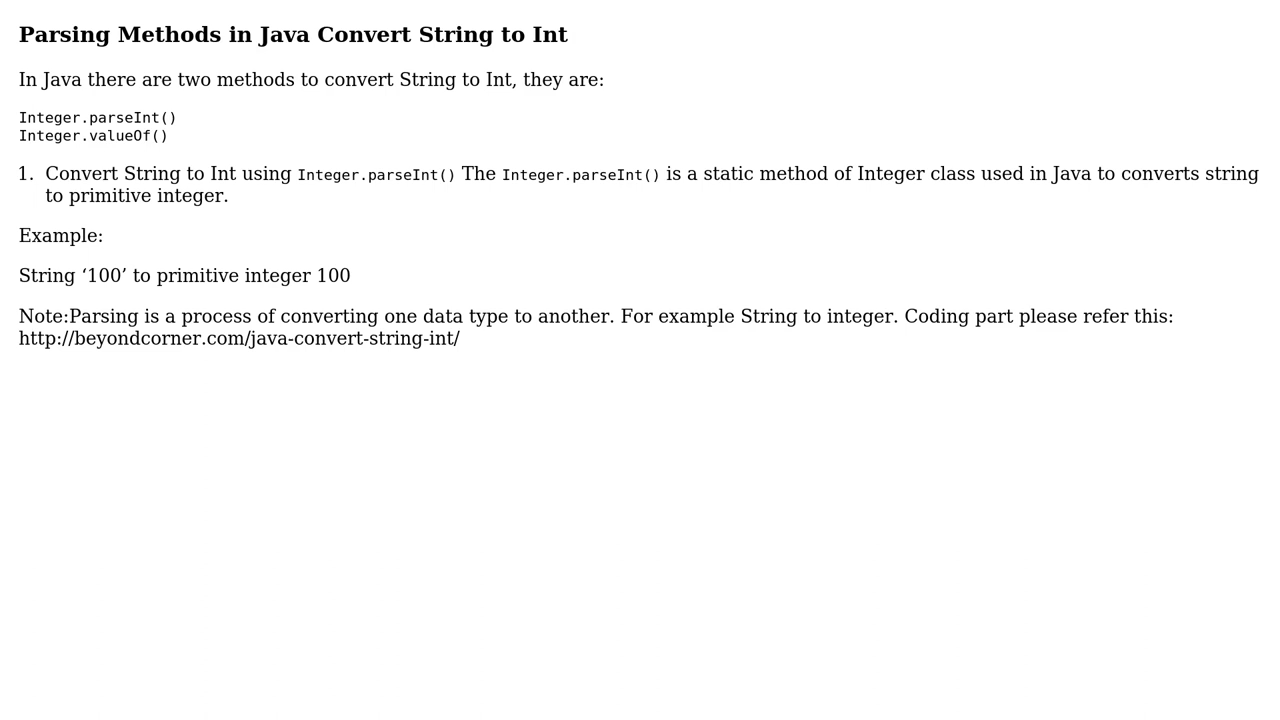 Parsing Methods in Java Convert String to Int
In Java there are two methods to convert String to Int, they are:
Integer.parseInt()
Integer.valueOf()
1. Convert String to Int using Integer.parseInt() The Integer.parseInt() is a static method of Integer class used in Java to converts string
to primitive integer.
Example:
String ‘100’ to primitive integer 100
Note:Parsing is a process of converting one data type to another. For example String to integer. Coding part please refer this:
http://beyondcorner.com/java-convert-string-int/